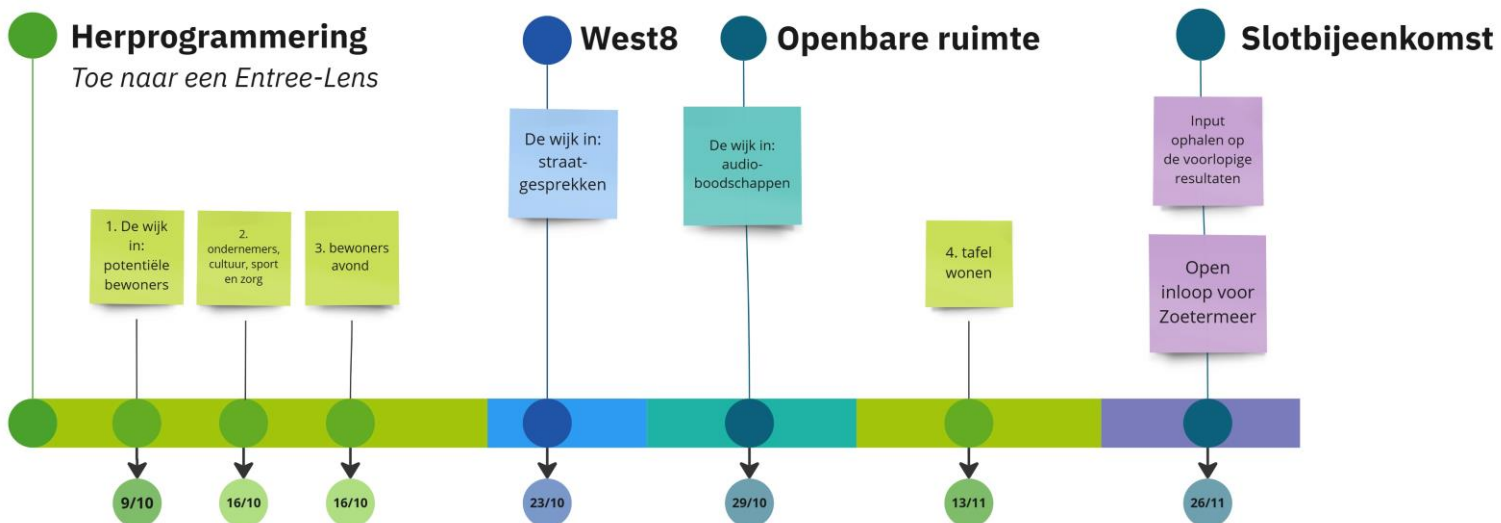 Herprogrammering
Toe naar een Entree-Lens
West8
Openbare ruimte
Slotbijeenkomst
1. De wijk
in:
potentiële
bewoners
2.
ondernemers,
cultuur, sport
en zorg
3. bewoners
avond
De wijk in:
straat-
gesprekken
De wijk in:
audio-
boodschappen
4. tafel
wonen
Input
ophalen op
de voorlopige
resultaten
Open
inloop voor
Zoetermeer
9/10
16/10
16/10
23/10
29/10
13/11
26/11